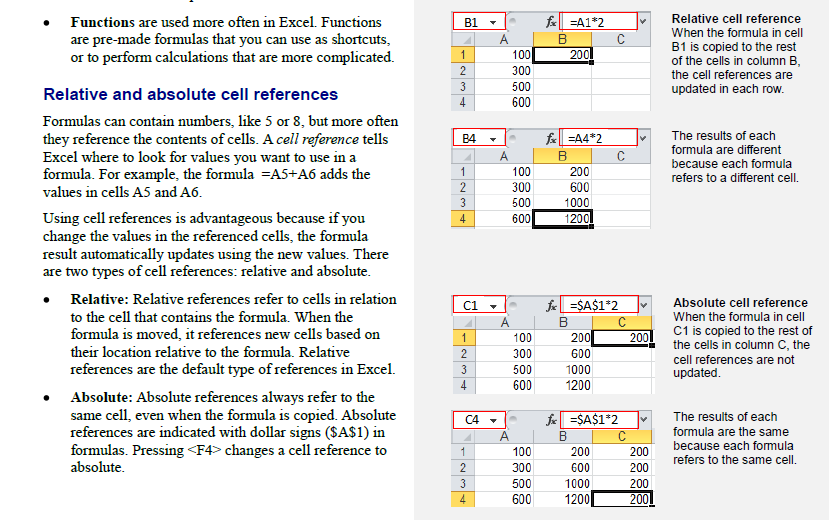 • Functions are used more often in Excel. Functions
are pre-made formulas that you can use as shortcuts,
or to perform calculations that are more complicated.
Relative and absolute cell references
Formulas can contain numbers, like 5 or 8, but more often
they reference the contents of cells. A cell reference tells
Excel where to look for values you want to use in a
formula. For example, the formula =A5+A6 adds the
values in cells A5 and A6.
Using cell references is advantageous because if you
change the values in the referenced cells, the formula
result automatically updates using the new values. There
are two types of cell references: relative and absolute.
• Relative: Relative references refer to cells in relation
to the cell that contains the formula. When the
formula is moved, it references new cells based on
their location relative to the formula. Relative
references are the default type of references in Excel.
• Absolute: Absolute references always refer to the
same cell, even when the formula is copied. Absolute
references are indicated with dollar signs ($A$1) in
formulas. Pressing <F4> changes a cell reference to
absolute.
B1 fx =A1*2
A B C
1 100 200
2 300
3 500
4 600
Relative cell reference
When the formula in cell
B1 is copied to the rest
of the cells in column B,
the cell references are
updated in each row.
B4 fx =A4*2
A B C
1 100 200
2 300 600
3 500 1000
4 600 1200
The results of each
formula are different
because each formula
refers to a different cell.
C1 fx =$A$1*2
A B C
1 100 200 200
2 300 600
3 500 1000
4 600 1200
Absolute cell reference
When the formula in cell
C1 is copied to the rest of
the cells in column C, the
cell references are not
updated.
C4 fx =$A$1*2
A B C
1 100 200 200
2 300 600 200
3 500 1000 200
4 600 1200 200
The results of each
formula are the same
because each formula
refers to the same cell.